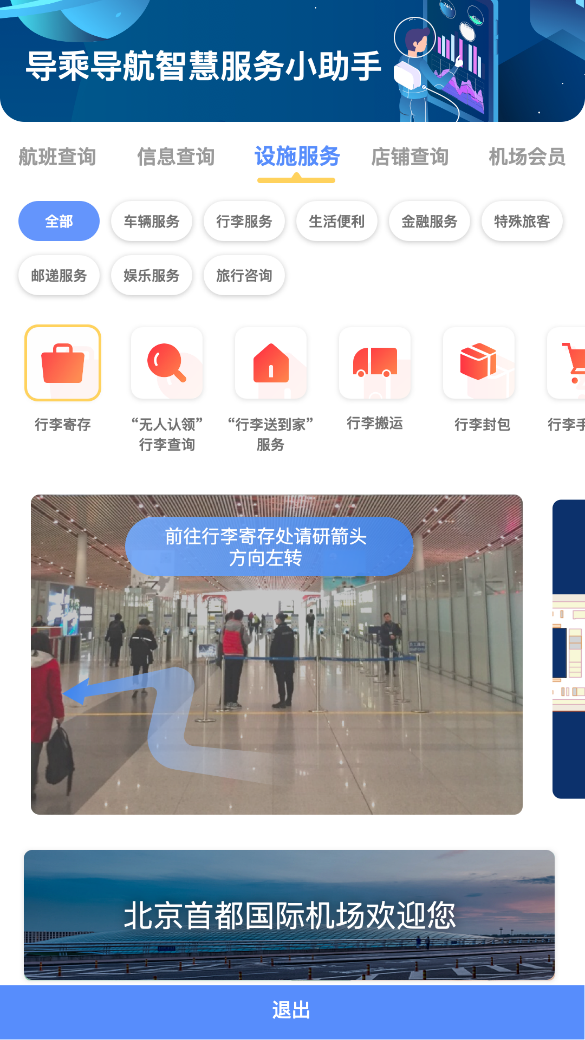 导乘导航智慧服务小助手
航班查询 信息查询 设施服务 店铺查询 机场会员
全部 车辆服务 行李服务 生活便利 金融服务 特殊旅客
邮递服务 娱乐服务 旅行咨询
行李寄存 “无人认领” “行李送到家” 行李搬运 行李封包 行李手
行李查询 服务
前往行李寄存处请研箭头
方向左转
北京首都国际机场欢迎您
退出